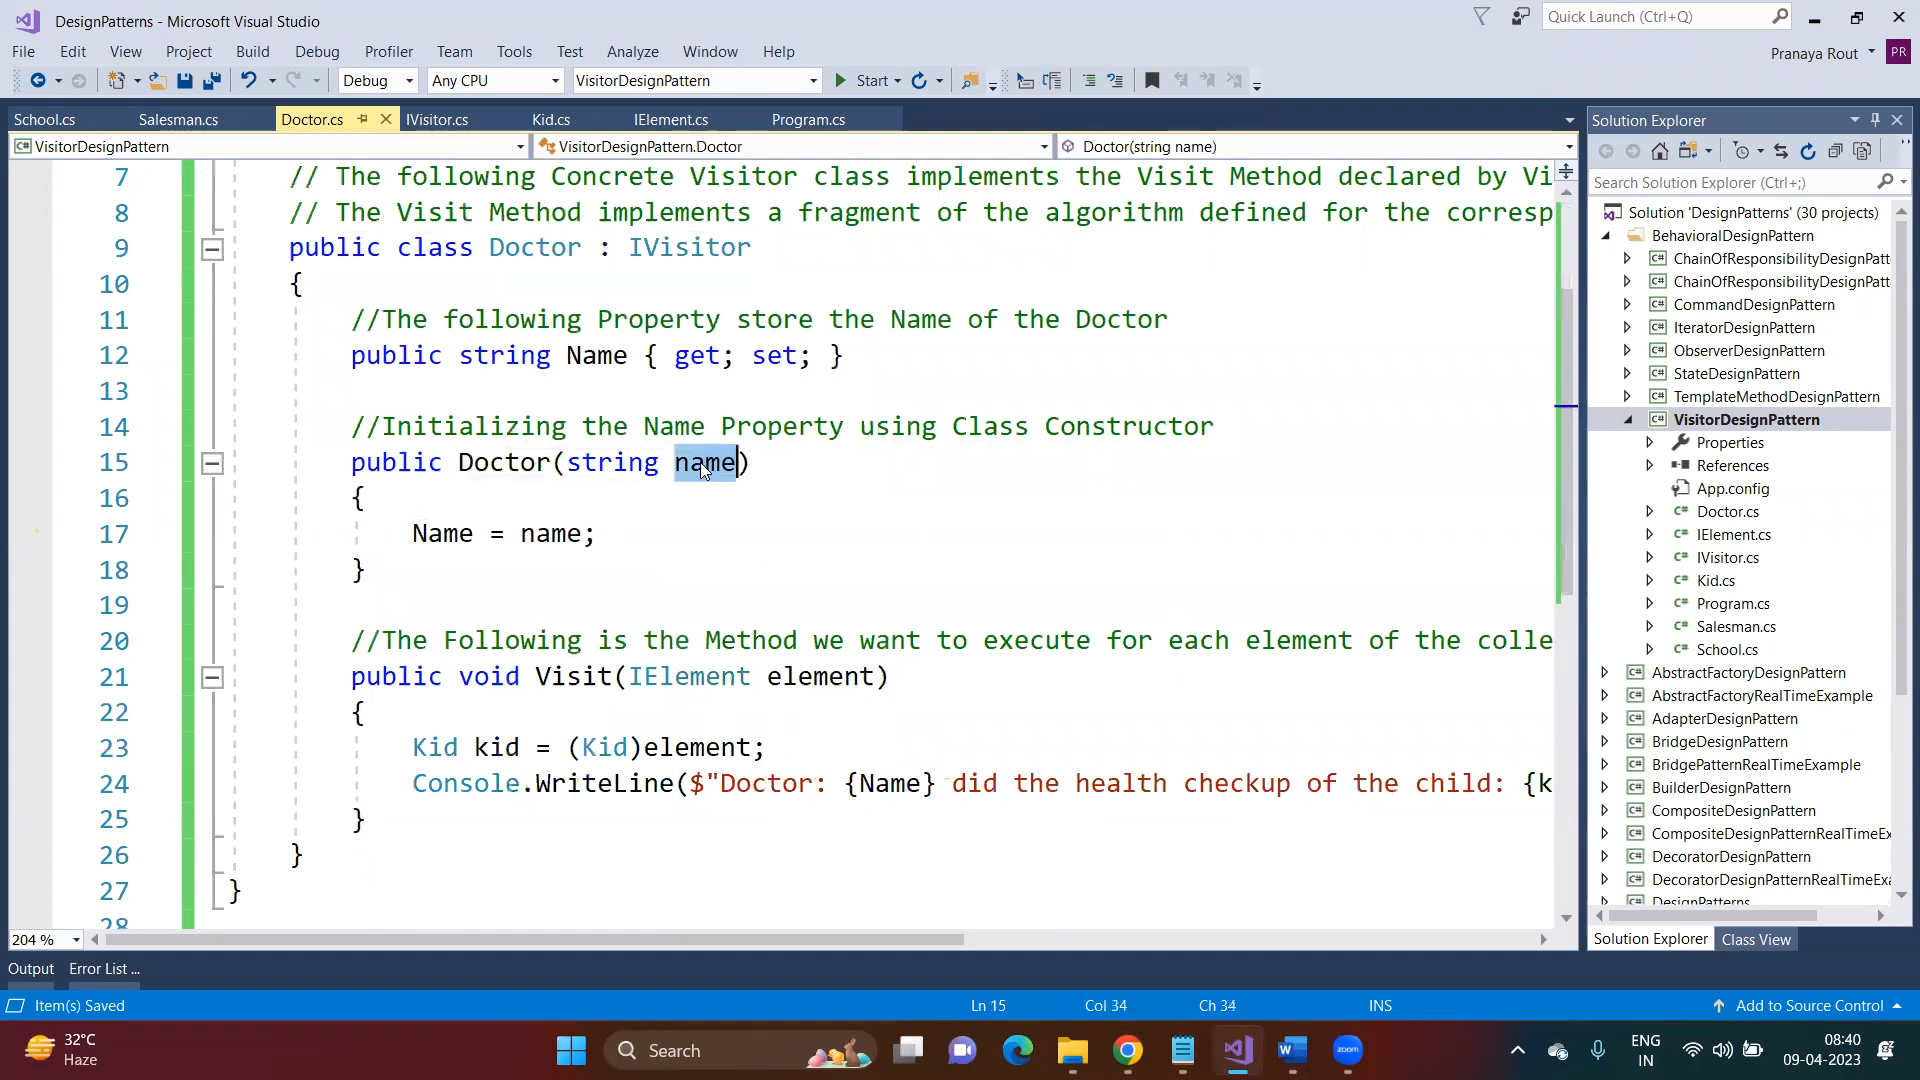 DesignPatterns - Microsoft Visual Studio
Quick Launch (Ctrl+Q)
File Edit View Project Build Debug Profiler Team Tools Test Analyze Window Help
Pranaya Rout PR
Debug Any CPU VisitorDesignPattern Start
School.cs Salesman.cs Doctor.cs IVisitor.cs Kid.cs IElement.cs Program.cs
VisitorDesignPattern VisitorDesignPattern.Doctor Doctor(string name)
7 // The following Concrete Visitor class implements the Visit Method declared by Vi
8 // The Visit Method implements a fragment of the algorithm defined for the corresp
9 public class Doctor : IVisitor
10 {
11 //The following Property store the Name of the Doctor
12 public string Name { get; set; }
13
14 //Initializing the Name Property using Class Constructor
15 public Doctor(string name)
16 {
17 Name = name;
18 }
19
20 //The Following is the Method we want to execute for each element of the colle
21 public void Visit(IElement element)
22 {
23 Kid kid = (Kid)element;
24 Console.WriteLine($"Doctor: {Name} did the health checkup of the child: {k
25 }
26 }
27 }
28
204 %
Solution Explorer
Search Solution Explorer (Ctrl+;)
Solution 'DesignPatterns' (30 projects)
BehavioralDesignPattern
ChainOfResponsibilityDesignPatt
ChainOfResponsibilityDesignPatt
CommandDesignPattern
IteratorDesignPattern
ObserverDesignPattern
StateDesignPattern
TemplateMethodDesignPattern
VisitorDesignPattern
Properties
References
App.config
Doctor.cs
IElement.cs
IVisitor.cs
Kid.cs
Program.cs
Salesman.cs
School.cs
AbstractFactoryDesignPattern
AbstractFactoryRealTimeExample
AdapterDesignPattern
BridgeDesignPattern
BridgePatternRealTimeExample
BuilderDesignPattern
CompositeDesignPattern
CompositeDesignPatternRealTimeEx
DecoratorDesignPattern
DecoratorDesignPatternRealTimeExa
DesignPatterns
Solution Explorer Class View
Output Error List ...
Item(s) Saved Ln 15 Col 34 Ch 34 INS Add to Source Control
32°C
Haze
Search
zoom
ENG
IN
08:40
09-04-2023